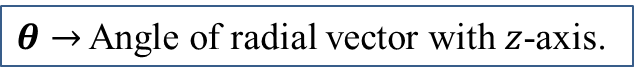 θ → Angle of radial vector with z-axis.